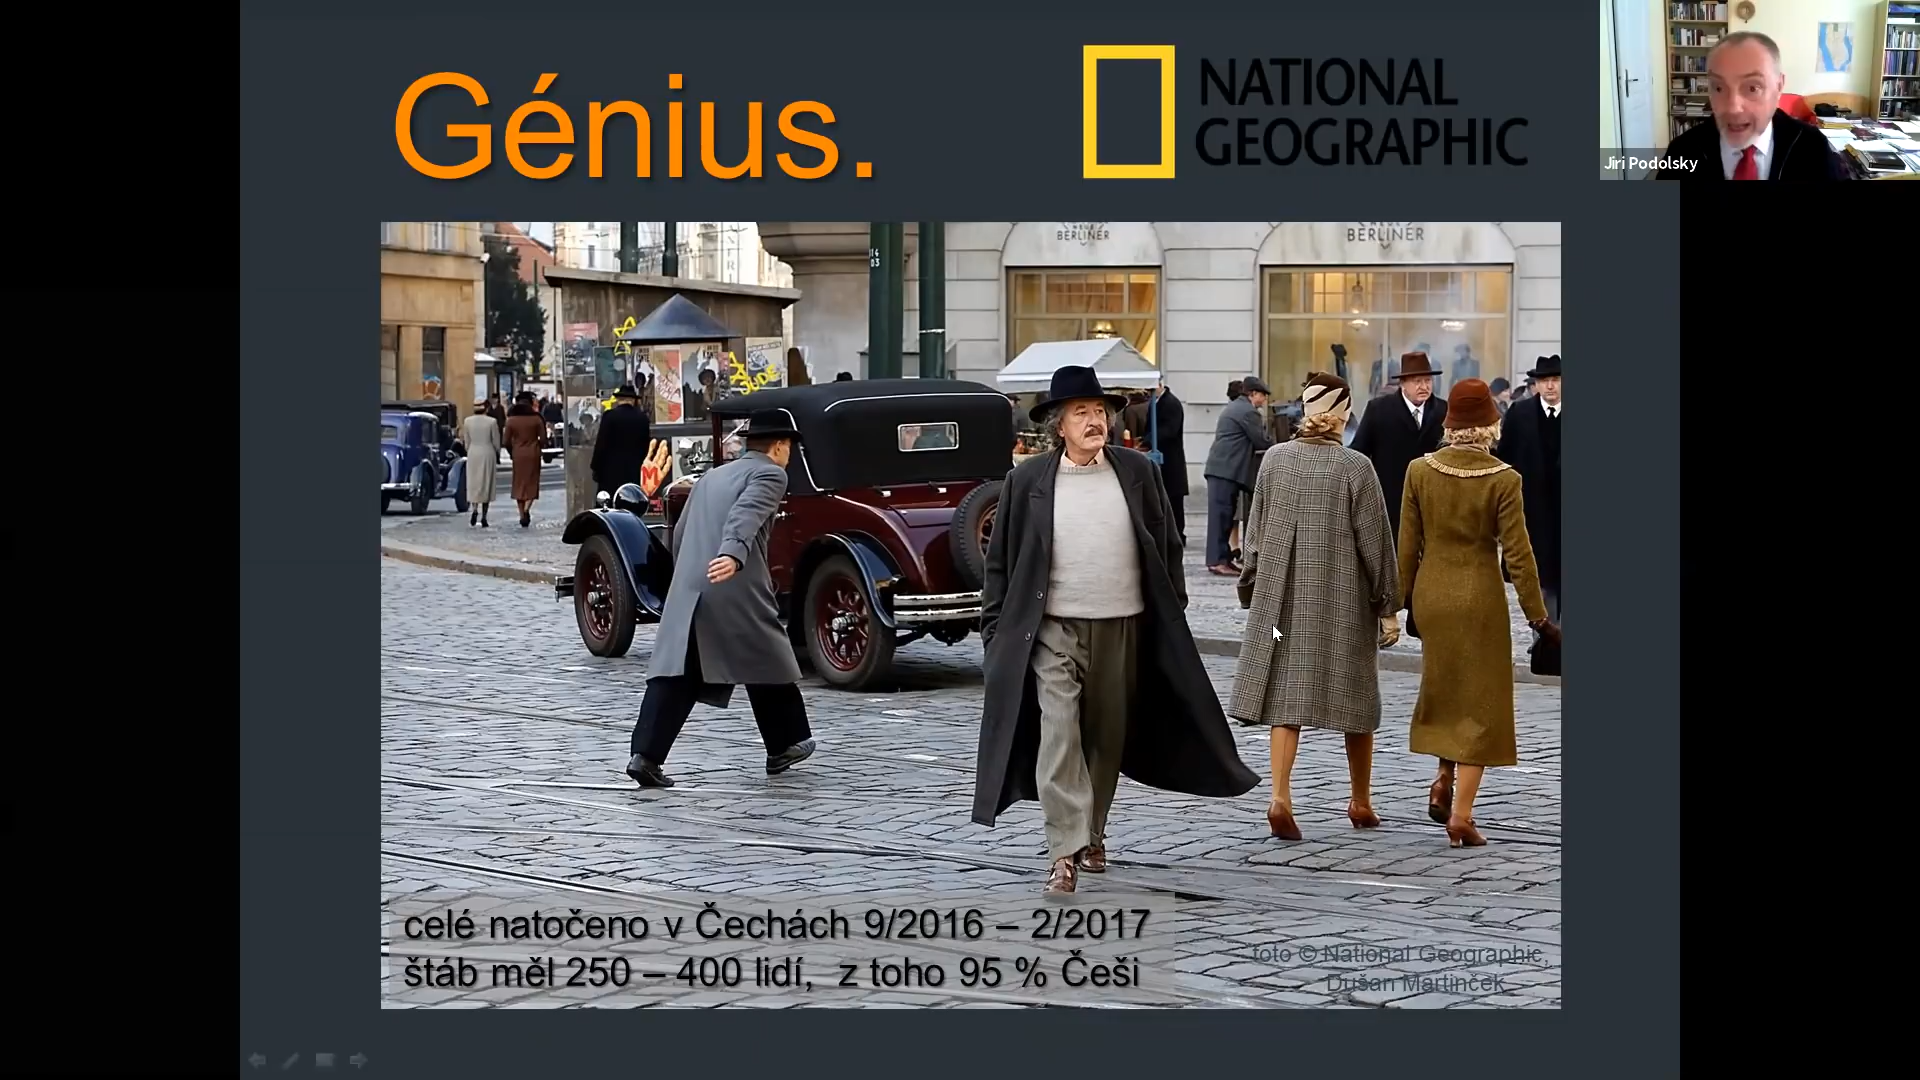 Génius.
NATIONAL
GEOGRAPHIC
Jiri Podolsky
BERLINER
BERLINER
JUDE
M
celé natočeno v Čechách 9/2016 – 2/2017
štáb měl 250 – 400 lidí, z toho 95 % Češi
foto © National Geographic,
Dušan Martinček